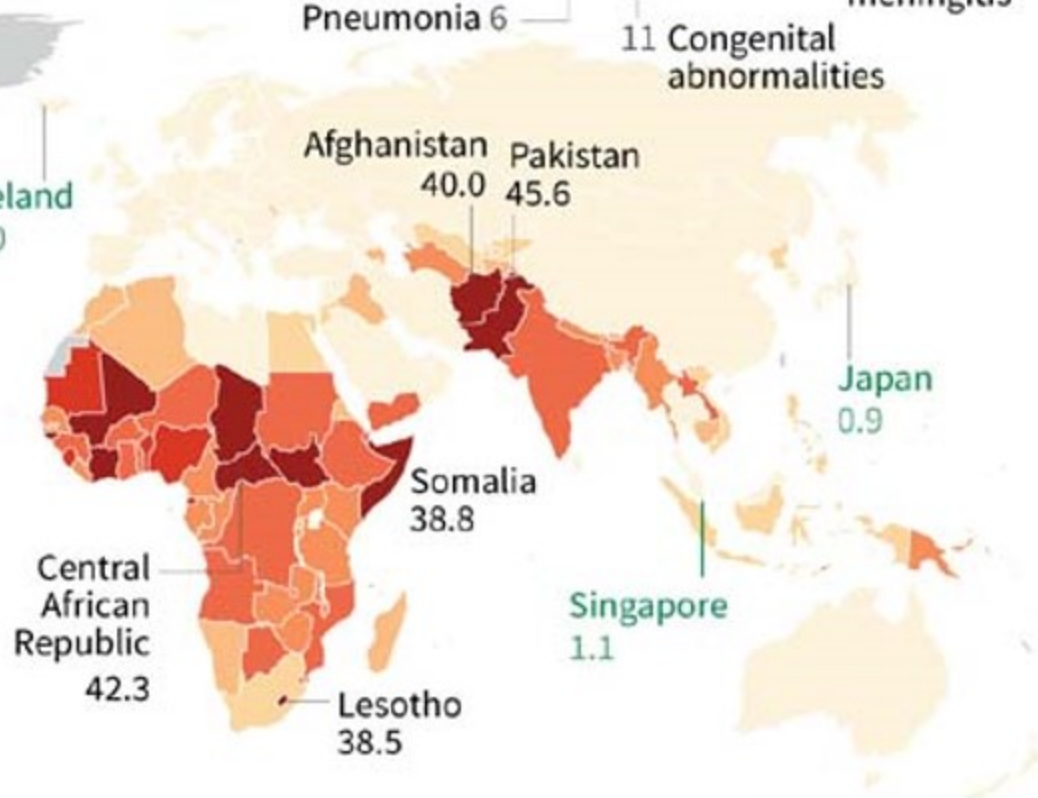 Pneumonia 6
11 Congenital
abnormalities
Afghanistan
40.0
Pakistan
45.6
Japan
0.9
Somalia
38.8
Central
African
Republic
42.3
Singapore
1.1
Lesotho
38.5